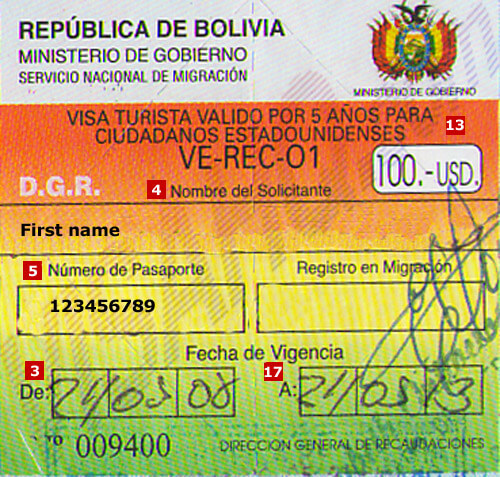 REPÚBLICA DE BOLIVIA
MINISTERIO DE GOBIERNO
SERVICIO NACIONAL DE MIGRACIÓN
MINISTERIO DE GOBIERNO
VISA TURISTA VALIDO POR 5 AÑOS PARA
CIUDADANOS ESTADOUNIDENSES
13
VE-REC-01
100.-USD.
D.G.R.
4 Nombre del Solicitante
First name
5 Número de Pasaporte
Registro en Migración
123456789
Fecha de Vigencia
3
De: 21/05/08
17
A: 21/05/13
Nro 009400
DIRECCION GENERAL DE RECAUDACIONES